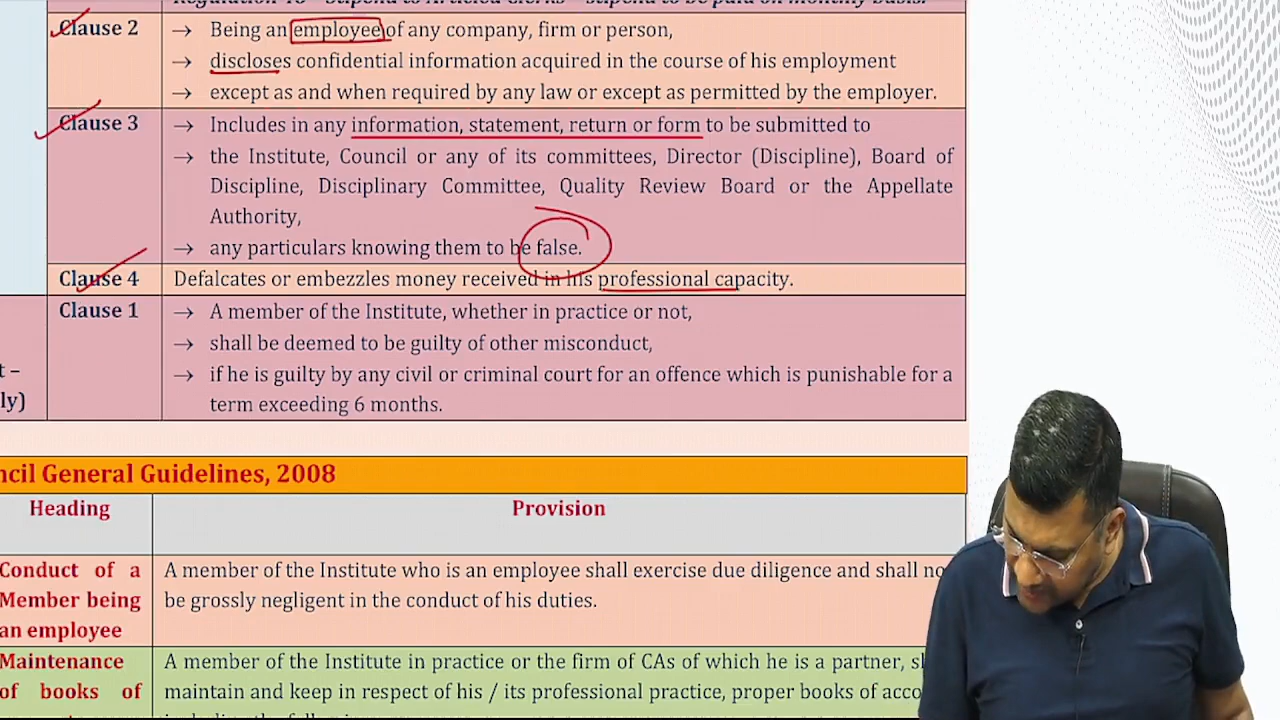 Clause 2
→ Being an employee of any company, firm or person,
→ discloses confidential information acquired in the course of his employment
→ except as and when required by any law or except as permitted by the employer.
Clause 3
→ Includes in any information, statement, return or form to be submitted to
→ the Institute, Council or any of its committees, Director (Discipline), Board of
Discipline, Disciplinary Committee, Quality Review Board or the Appellate
Authority,
→ any particulars knowing them to be false.
Clause 4
Defalcates or embezzles money received in his professional capacity.
t –
ly)
Clause 1
→ A member of the Institute, whether in practice or not,
→ shall be deemed to be guilty of other misconduct,
→ if he is guilty by any civil or criminal court for an offence which is punishable for a
term exceeding 6 months.
ncil General Guidelines, 2008
Heading
Provision
Conduct of a
Member being
an employee
A member of the Institute who is an employee shall exercise due diligence and shall no
be grossly negligent in the conduct of his duties.
Maintenance
of books of
A member of the Institute in practice or the firm of CAs of which he is a partner, s
maintain and keep in respect of his / its professional practice, proper books of acco